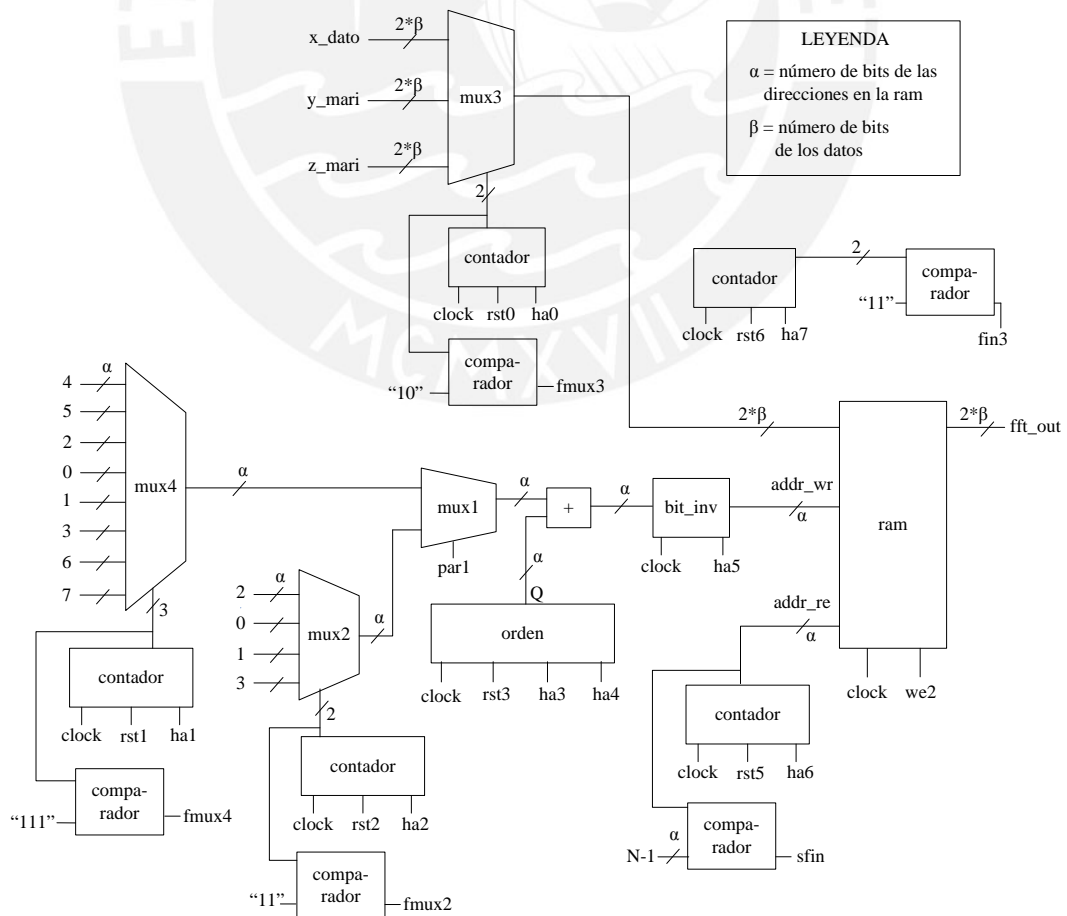 x_dato
2*β
y_mari
2*β
z_mari
2*β
mux3
2
contador
clock rst0 ha0
compa-
rador
“10”
fmux3
LEYENDA
α = número de bits de las
direcciones en la ram
β = número de bits
de los datos
contador
clock rst6 ha7
2
compa-
rador
“11”
fin3
MCMXVII
4
α
5
2
0
1
3
6
7
mux4
3
contador
clock rst1 ha1
compa-
rador
“111”
fmux4
α
mux1
par1
2
α
0
1
3
mux2
α
2
contador
clock rst2 ha2
compa-
rador
“11”
fmux2
α
+
α
Q
orden
clock rst3 ha3 ha4
α
bit_inv
clock ha5
2*β
addr_wr
α
addr_re
α
ram
clock we2
2*β
fft_out
contador
clock rst5 ha6
N-1
α
compa-
rador
sfin